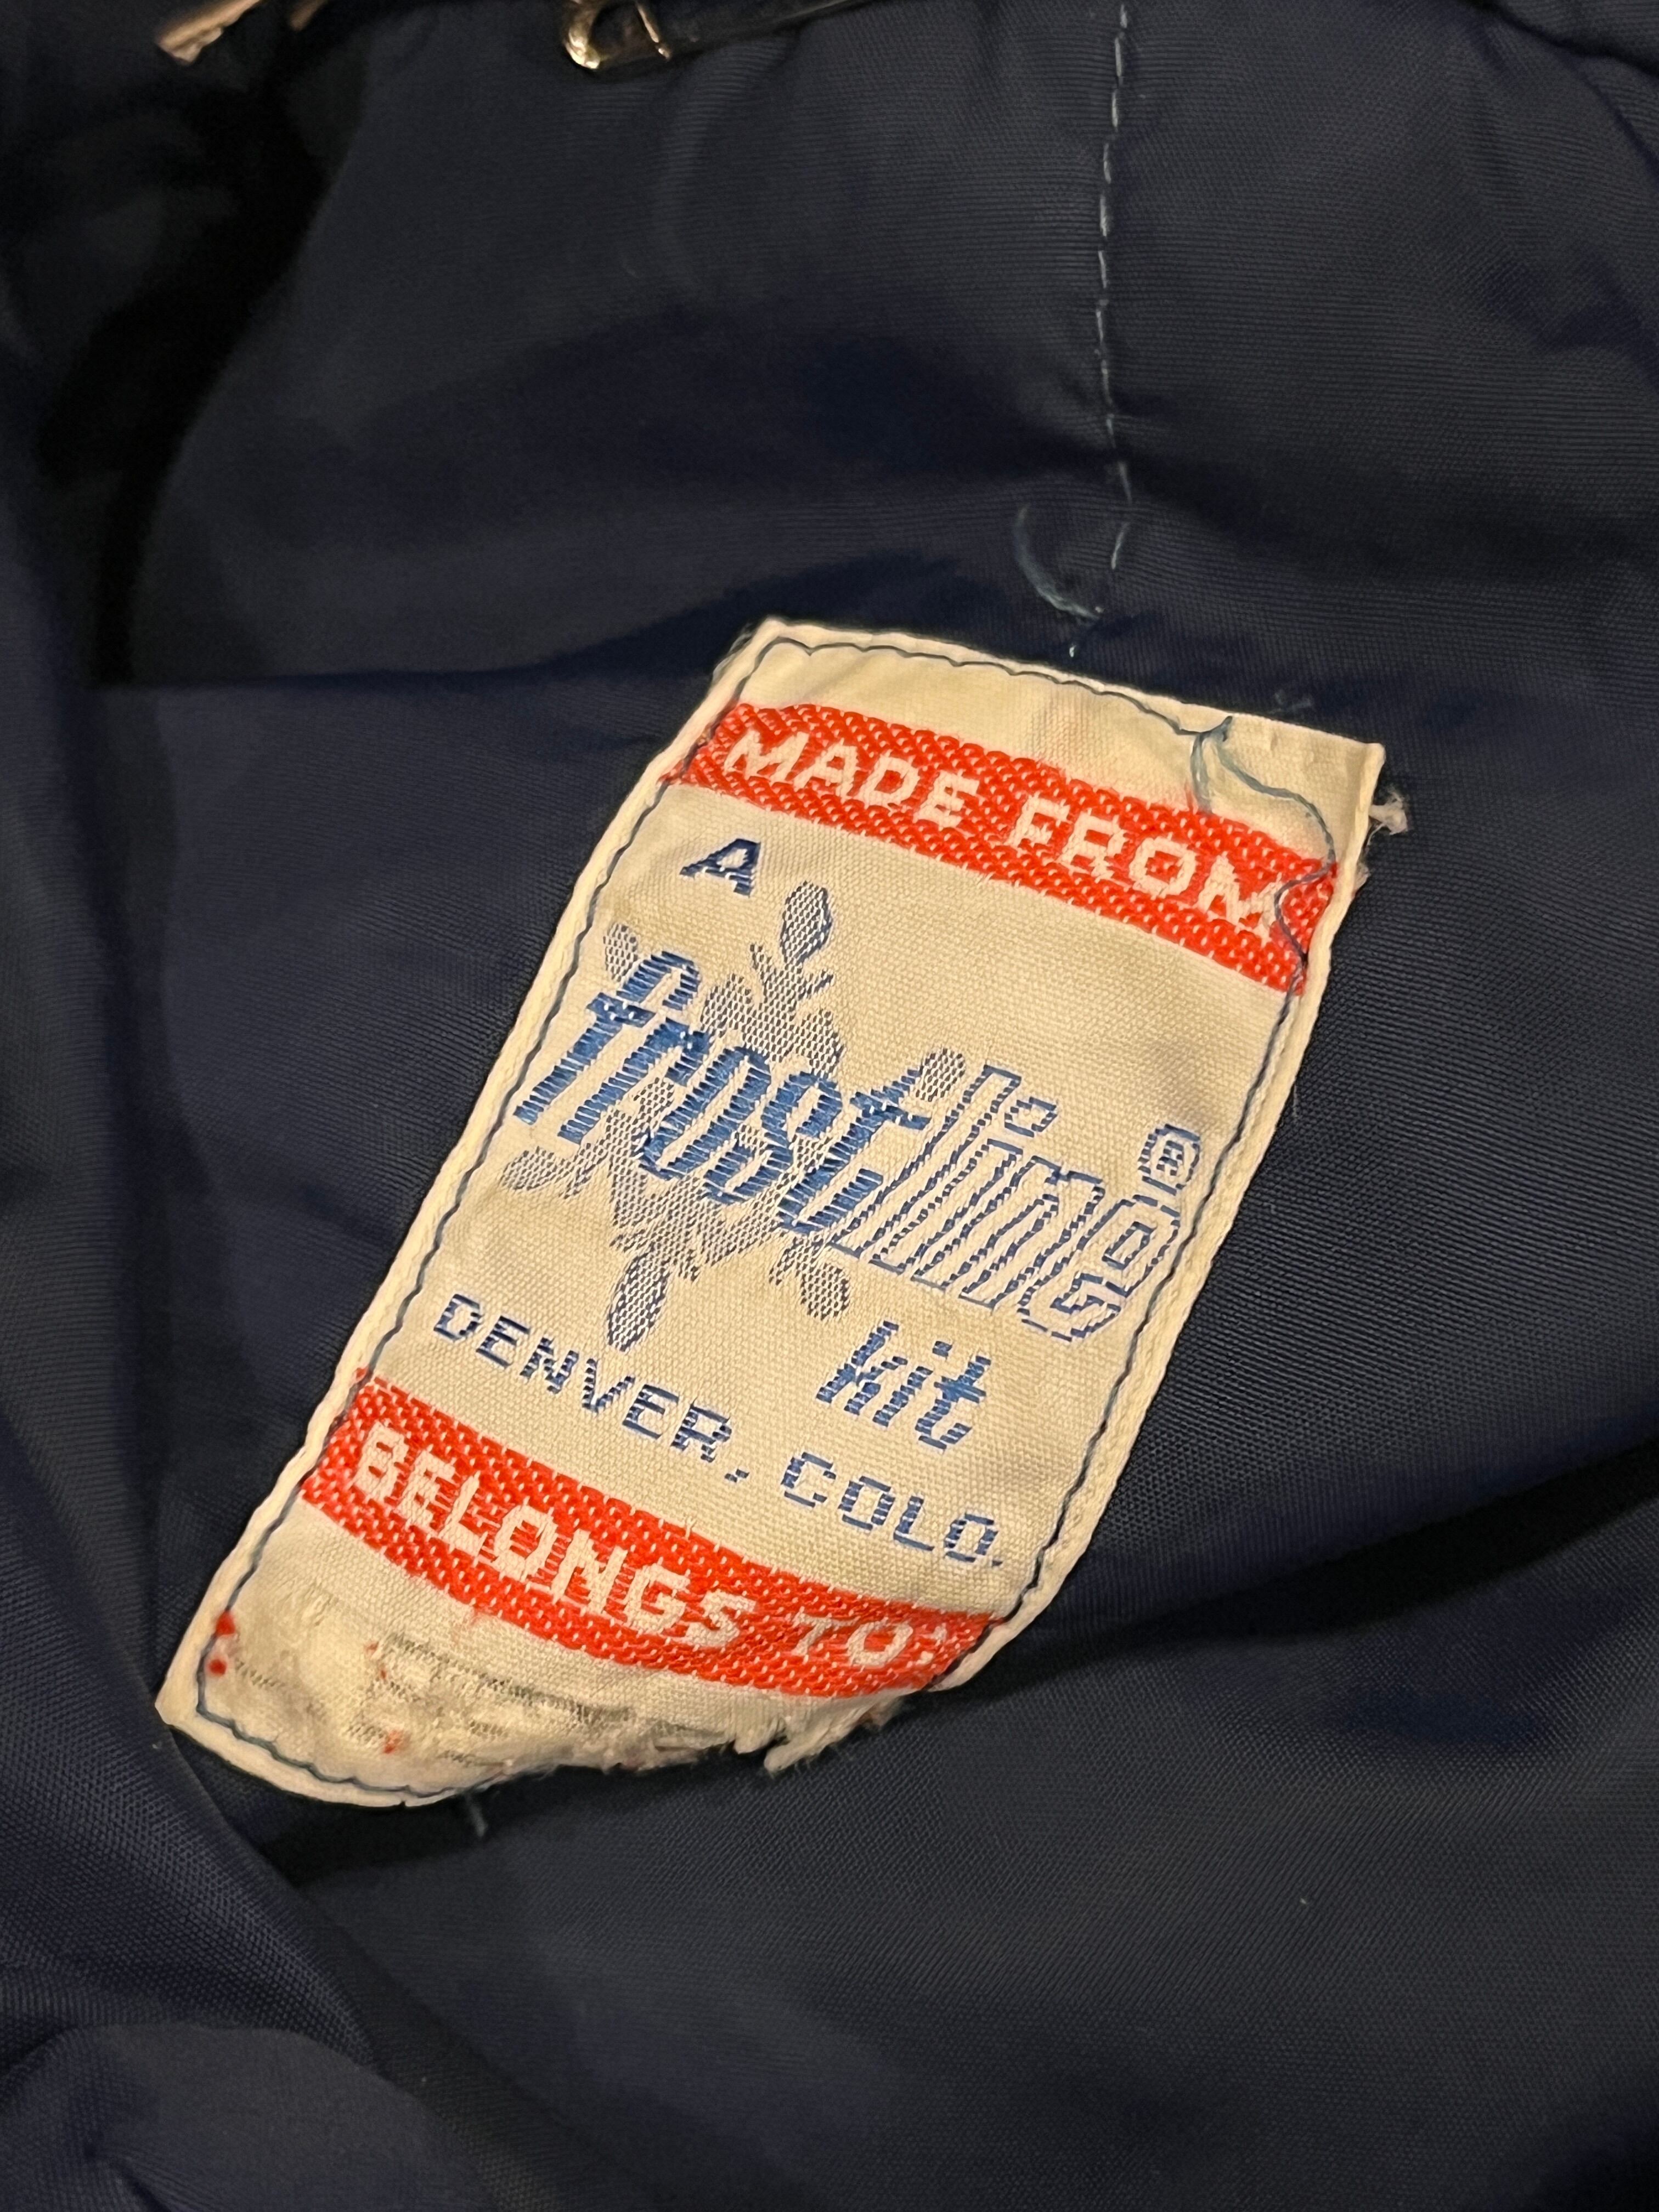 MADE FROM
A
frostline®
kit
DENVER, COLO.
BELONGS TO: